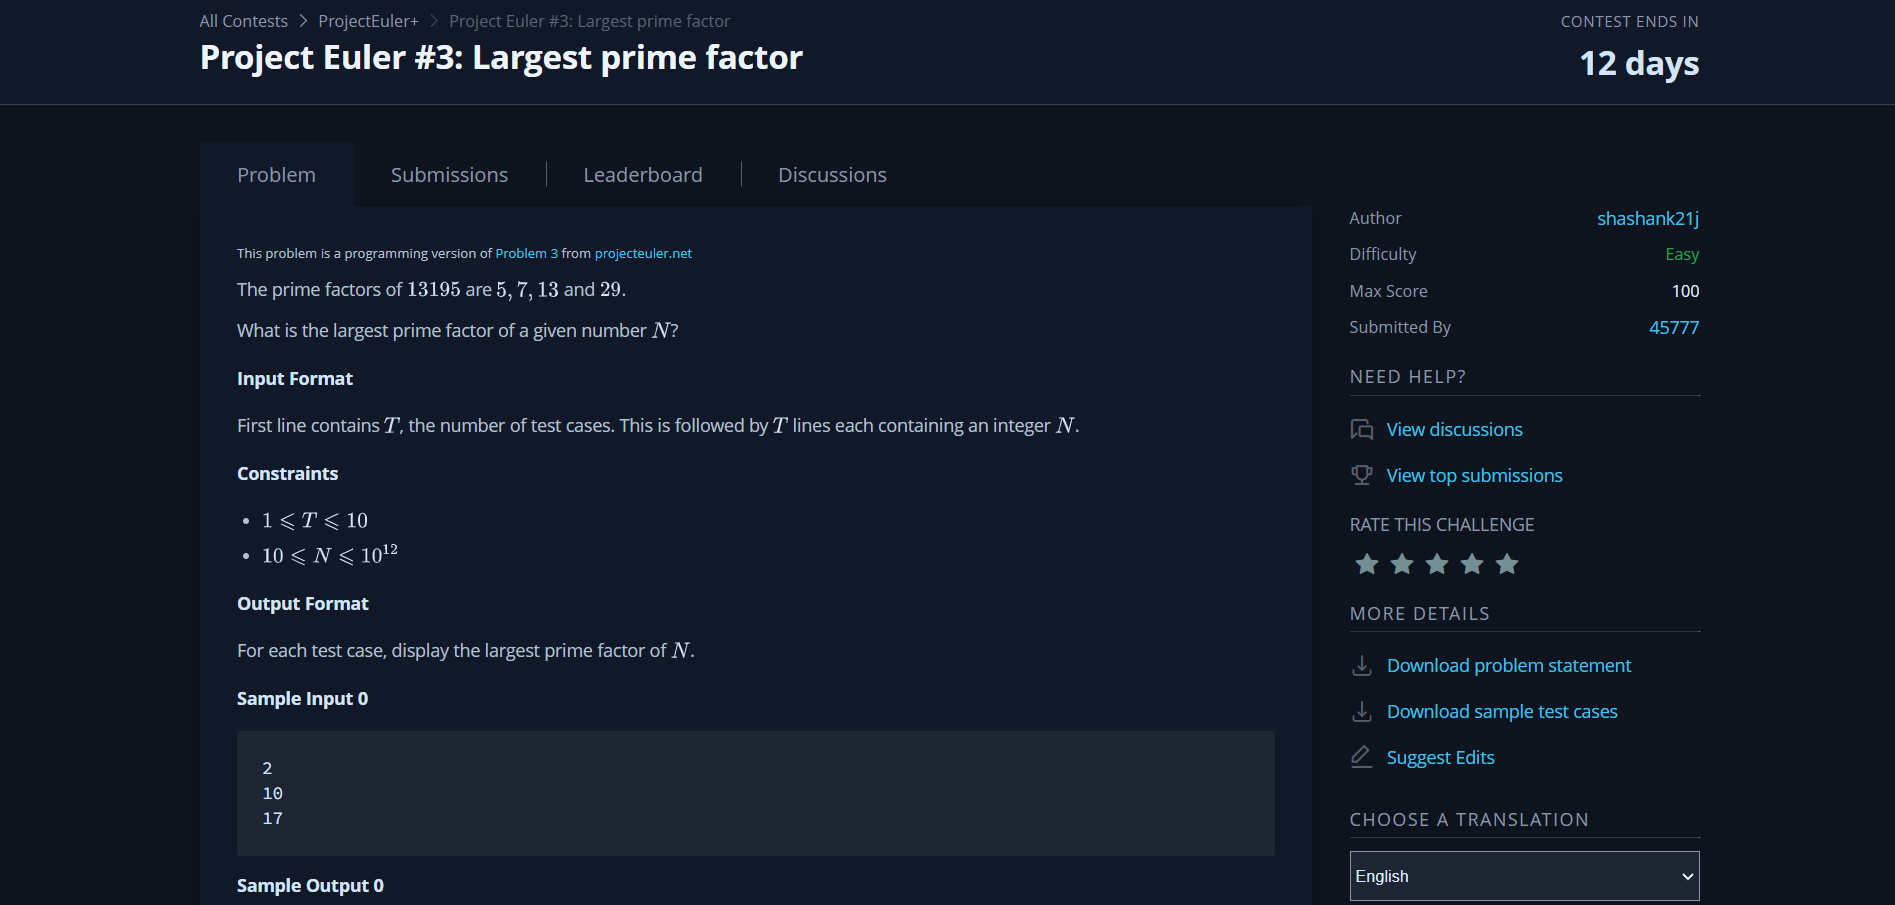 All Contests > ProjectEuler+ > Project Euler #3: Largest prime factor
CONTEST ENDS IN
Project Euler #3: Largest prime factor
12 days
Problem
Submissions
Leaderboard
Discussions
This problem is a programming version of Problem 3 from projecteuler.net
The prime factors of 13195 are 5, 7, 13 and 29.
What is the largest prime factor of a given number N?
Input Format
First line contains T, the number of test cases. This is followed by T lines each containing an integer N.
Constraints
• 1 ⩽ T ⩽ 10
• 10 ⩽ N ⩽ 10¹²
Output Format
For each test case, display the largest prime factor of N.
Sample Input 0
2
10
17
Sample Output 0
Author shashank21j
Difficulty Easy
Max Score 100
Submitted By 45777
NEED HELP?
View discussions
View top submissions
RATE THIS CHALLENGE
MORE DETAILS
Download problem statement
Download sample test cases
Suggest Edits
CHOOSE A TRANSLATION
English